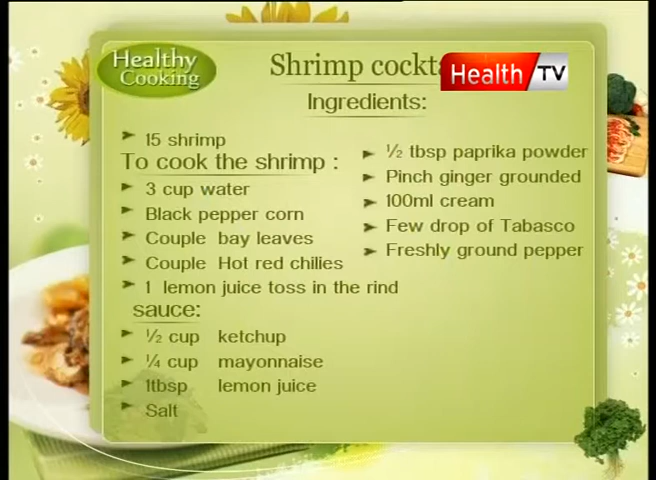 Healthy
Cooking
Shrimp cockt
Health TV
Ingredients:
15 shrimp
To cook the shrimp :
3 cup water
Black pepper corn
Couple bay leaves
Couple Hot red chilies
1 lemon juice toss in the rind
sauce:
½ cup ketchup
¼ cup mayonnaise
1tbsp lemon juice
Salt
½ tbsp paprika powder
Pinch ginger grounded
100ml cream
Few drop of Tabasco
Freshly ground pepper